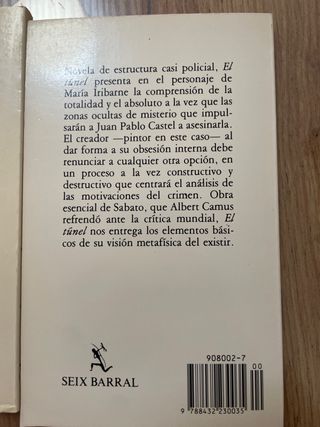 Novela de estructura casi policial, El
túnel presenta en el personaje de
María Iribarne la comprensión de la
totalidad y el absoluto a la vez que las
zonas ocultas de misterio que impul-
sarán a Juan Pablo Castel a asesinarla.
El creador —pintor en este caso— al
dar forma a su obsesión interna debe
renunciar a cualquier otra opción, en
un proceso a la vez constructivo y
destructivo que centrará el análisis de
las motivaciones del crimen. Obra
esencial de Sabato, que Albert Camus
refrendó ante la crítica mundial, El
túnel nos entrega los elementos bási-
cos de su visión metafísica del existir.
SEIX BARRAL
908002-7
00
9 788432 230035